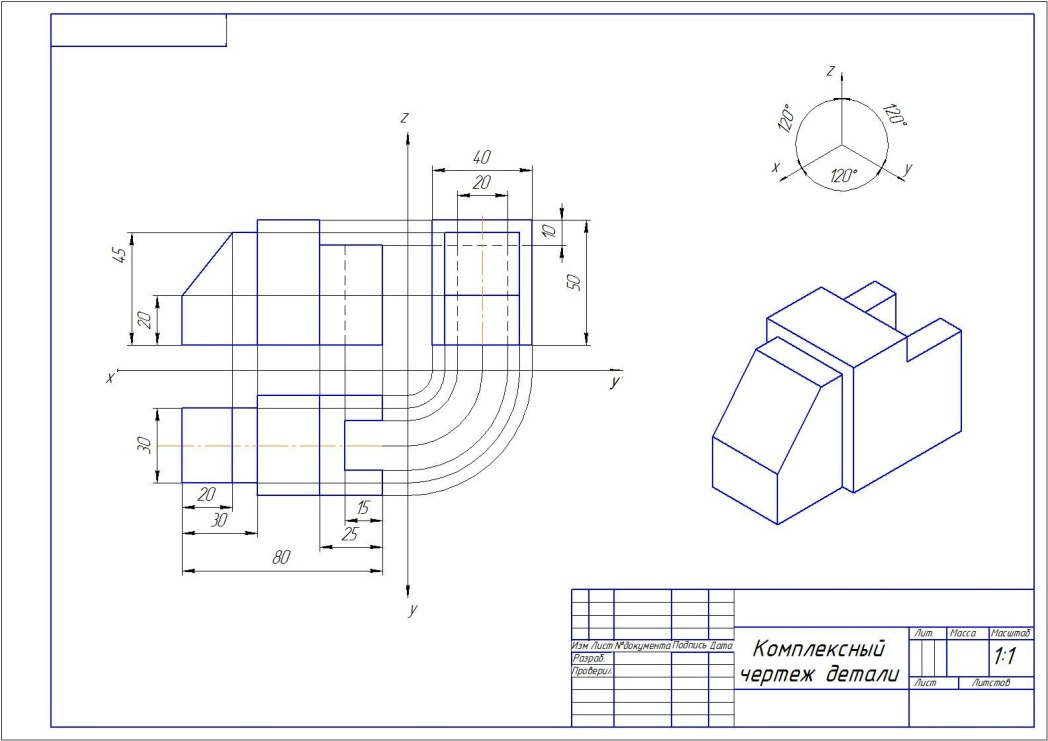 z
120°
120°
x
120°
y
z
40
20
10
45
50
20
x
y
30
20
15
30
25
80
y
Изм Лист №документа Подпись Дата
Разраб.
Проверил.
Комплексный
чертеж детали
Лит. Масса Масштаб
1:1
Лист Литстов